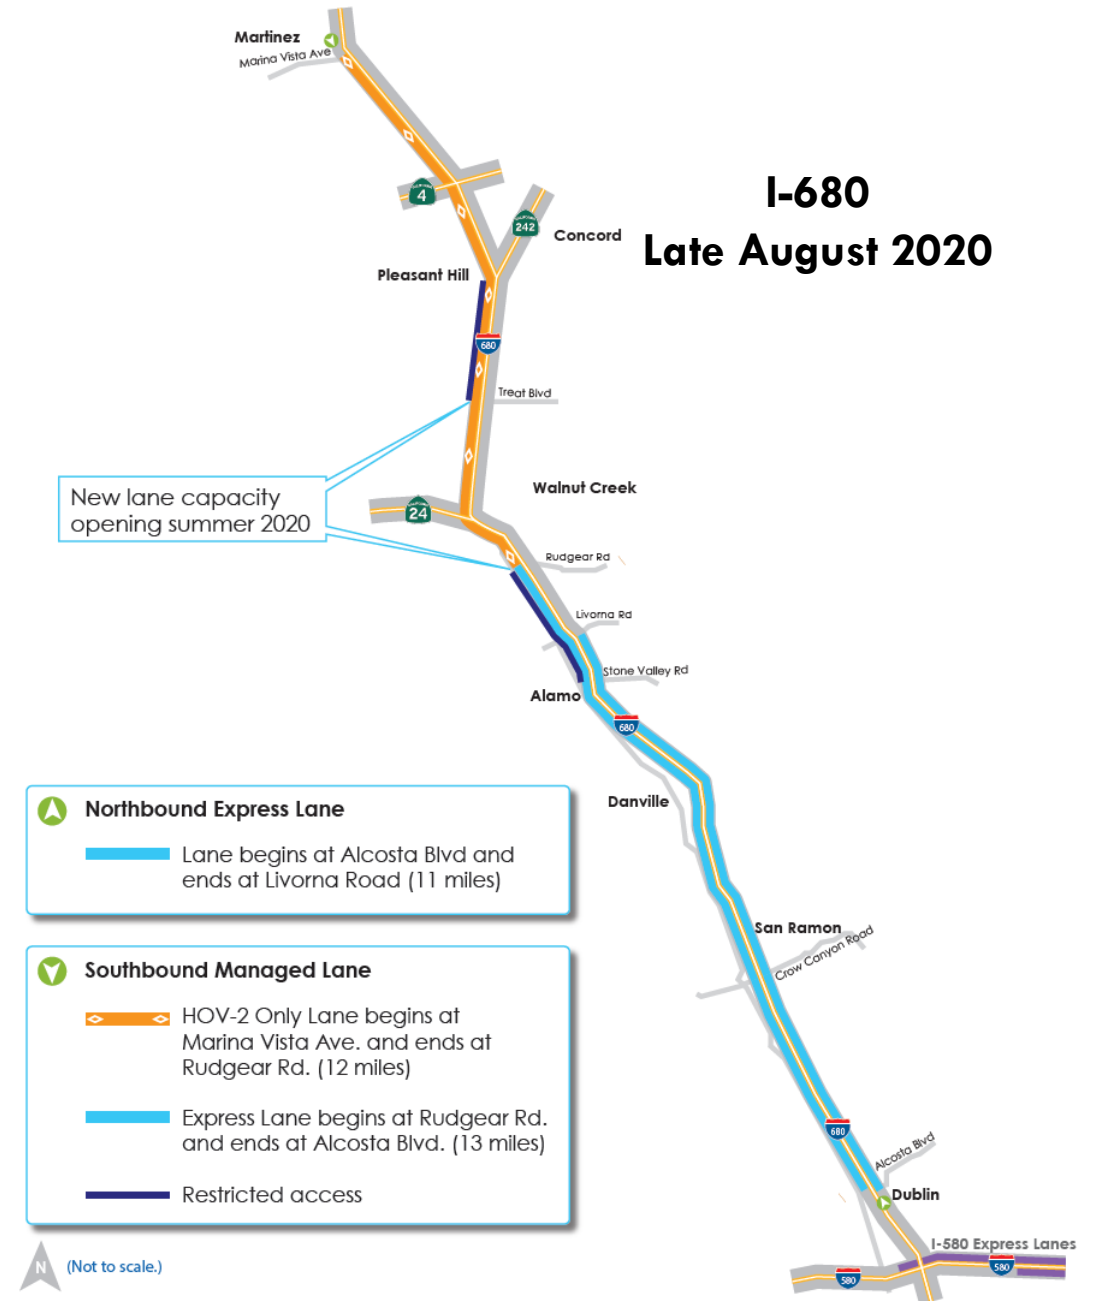 Martinez
Marina Vista Ave
I-680
Late August 2020
CALIFORNIA
4
CALIFORNIA
242
Concord
Pleasant Hill
680
Treat Blvd
New lane capacity
opening summer 2020
Walnut Creek
CALIFORNIA
24
Rudgear Rd
Livorna Rd
Stone Valley Rd
Alamo
680
Danville
Northbound Express Lane
Lane begins at Alcosta Blvd and
ends at Livorna Road (11 miles)
San Ramon
Crow Canyon Road
Southbound Managed Lane
HOV-2 Only Lane begins at
Marina Vista Ave. and ends at
Rudgear Rd. (12 miles)
Express Lane begins at Rudgear Rd.
and ends at Alcosta Blvd. (13 miles)
Restricted access
680
Alcosta Blvd
Dublin
I-580 Express Lanes
580
580
N
(Not to scale.)